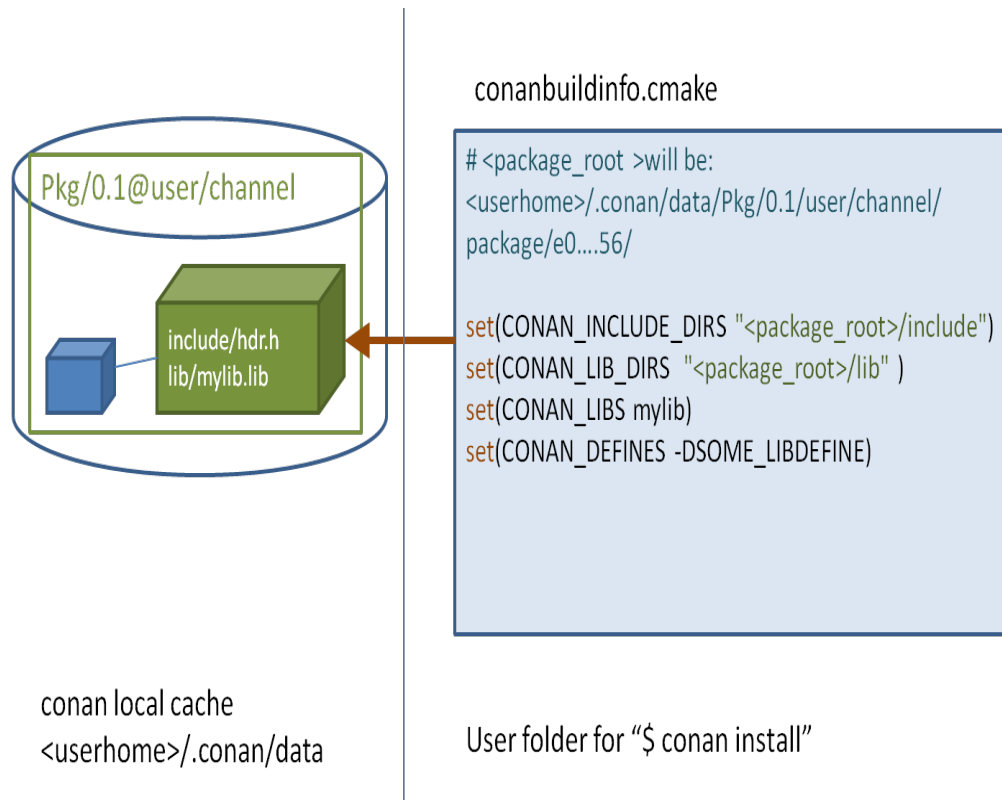 Pkg/0.1@user/channel
include/hdr.h
lib/mylib.lib
conan local cache
<userhome>/.conan/data
conanbuildinfo.cmake
# <package_root >will be:
<userhome>/.conan/data/Pkg/0.1/user/channel/
package/e0....56/
set(CONAN_INCLUDE_DIRS "<package_root>/include")
set(CONAN_LIB_DIRS "<package_root>/lib" )
set(CONAN_LIBS mylib)
set(CONAN_DEFINES -DSOME_LIBDEFINE)
User folder for “$ conan install”